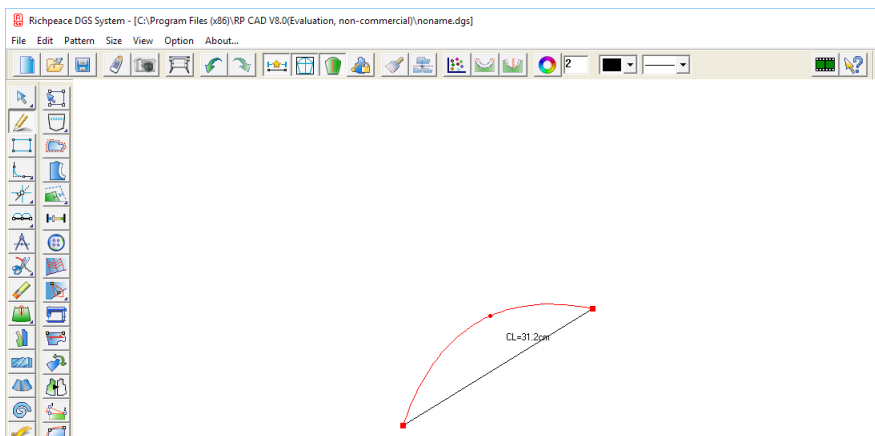 Richpeace DGS System - [C:\Program Files (x86)\RP CAD V8.0(Evaluation, non-commercial)\noname.dgs]
File Edit Pattern Size View Option About...
2
CL=31.2cm